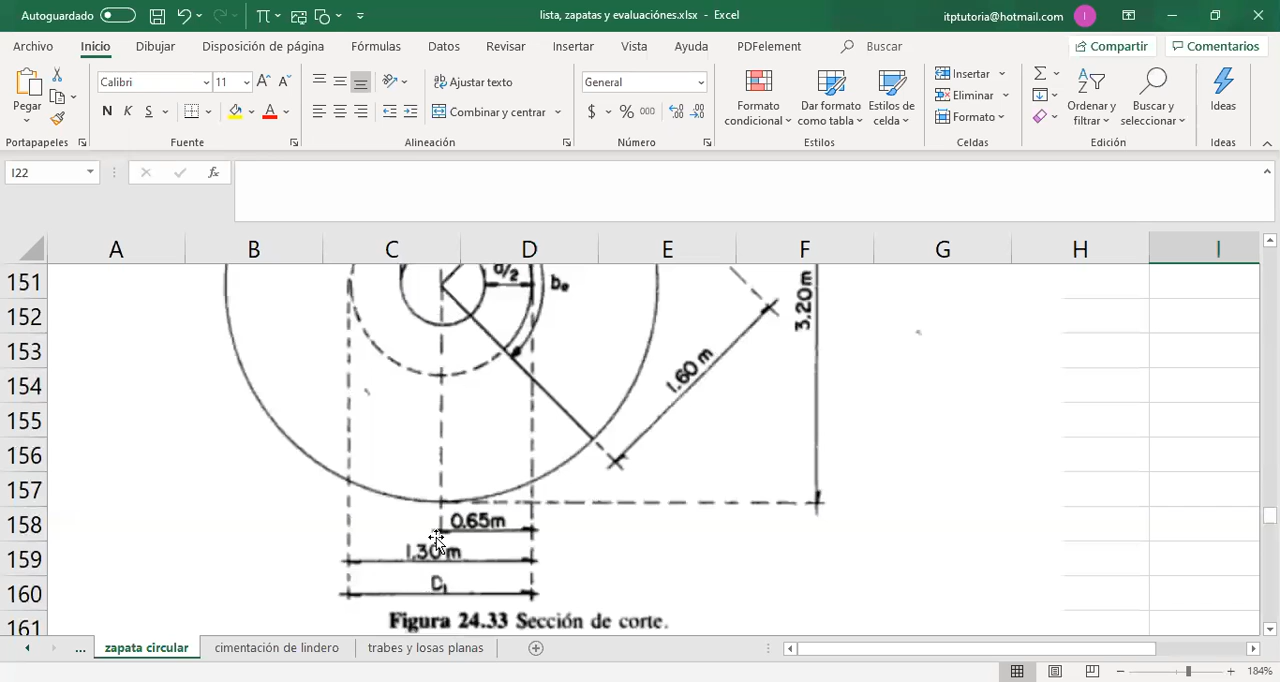 Autoguardado
lista, zapatas y evaluaciónes.xlsx - Excel
itptutoria@hotmail.com
I
Archivo Inicio Dibujar Disposición de página Fórmulas Datos Revisar Insertar Vista Ayuda PDFelement Buscar
Compartir Comentarios
Pegar
Calibri 11
N K S
Ajustar texto
Combinar y centrar
General
$ % 000
Formato condicional
Dar formato como tabla
Estilos de celda
Insertar
Eliminar
Formato
Ordenar y filtrar
Buscar y seleccionar
Ideas
Portapapeles Fuente Alineación Número Estilos Celdas Edición Ideas
I22
fx
A B C D E F G H I
151
152
153
154
155
156
157
158
159
160
161
a/2
be
3.20m
1.60 m
0.65m
1.30m
D1
Figura 24.33 Sección de corte.
... zapata circular cimentación de lindero trabes y losas planas
184%